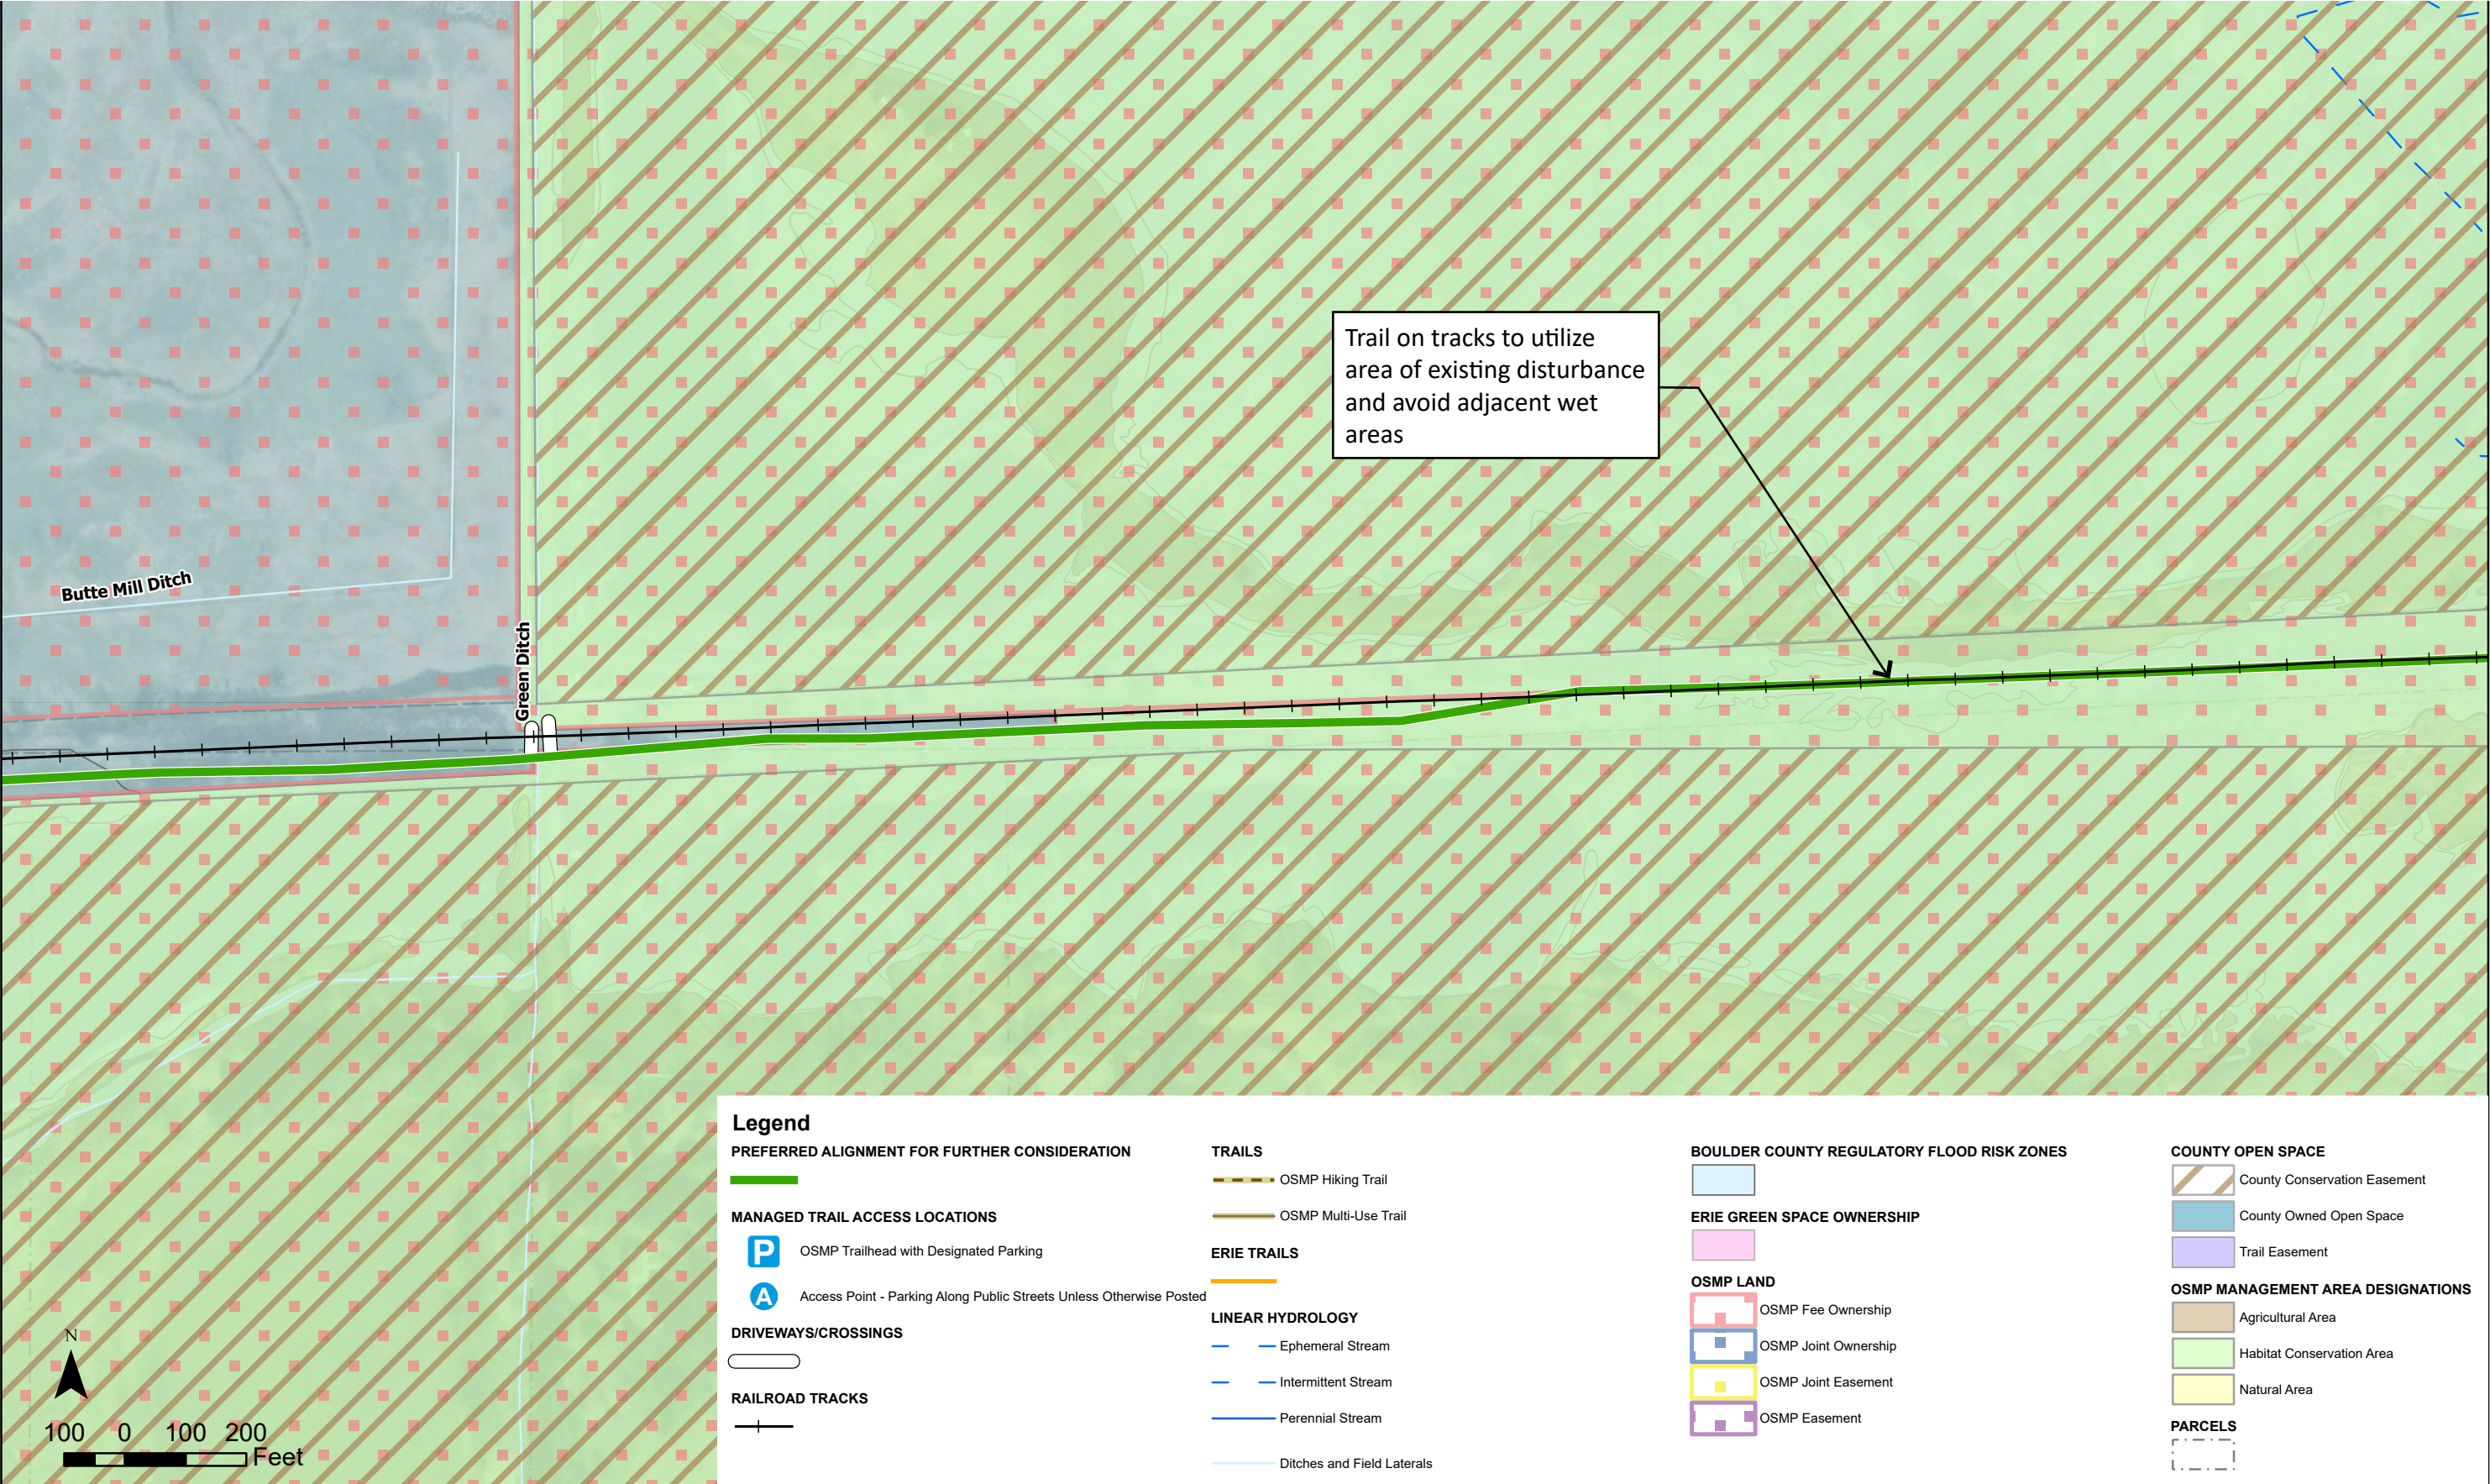 Trail on tracks to utilize
area of existing disturbance
and avoid adjacent wet
areas
Butte Mill Ditch
Green Ditch
N
100 0 100 200
Feet
Legend
PREFERRED ALIGNMENT FOR FURTHER CONSIDERATION
MANAGED TRAIL ACCESS LOCATIONS
P OSMP Trailhead with Designated Parking
A Access Point - Parking Along Public Streets Unless Otherwise Posted
DRIVEWAYS/CROSSINGS
RAILROAD TRACKS
TRAILS
OSMP Hiking Trail
OSMP Multi-Use Trail
ERIE TRAILS
LINEAR HYDROLOGY
Ephemeral Stream
Intermittent Stream
Perennial Stream
Ditches and Field Laterals
BOULDER COUNTY REGULATORY FLOOD RISK ZONES
ERIE GREEN SPACE OWNERSHIP
OSMP LAND
OSMP Fee Ownership
OSMP Joint Ownership
OSMP Joint Easement
OSMP Easement
COUNTY OPEN SPACE
County Conservation Easement
County Owned Open Space
Trail Easement
OSMP MANAGEMENT AREA DESIGNATIONS
Agricultural Area
Habitat Conservation Area
Natural Area
PARCELS